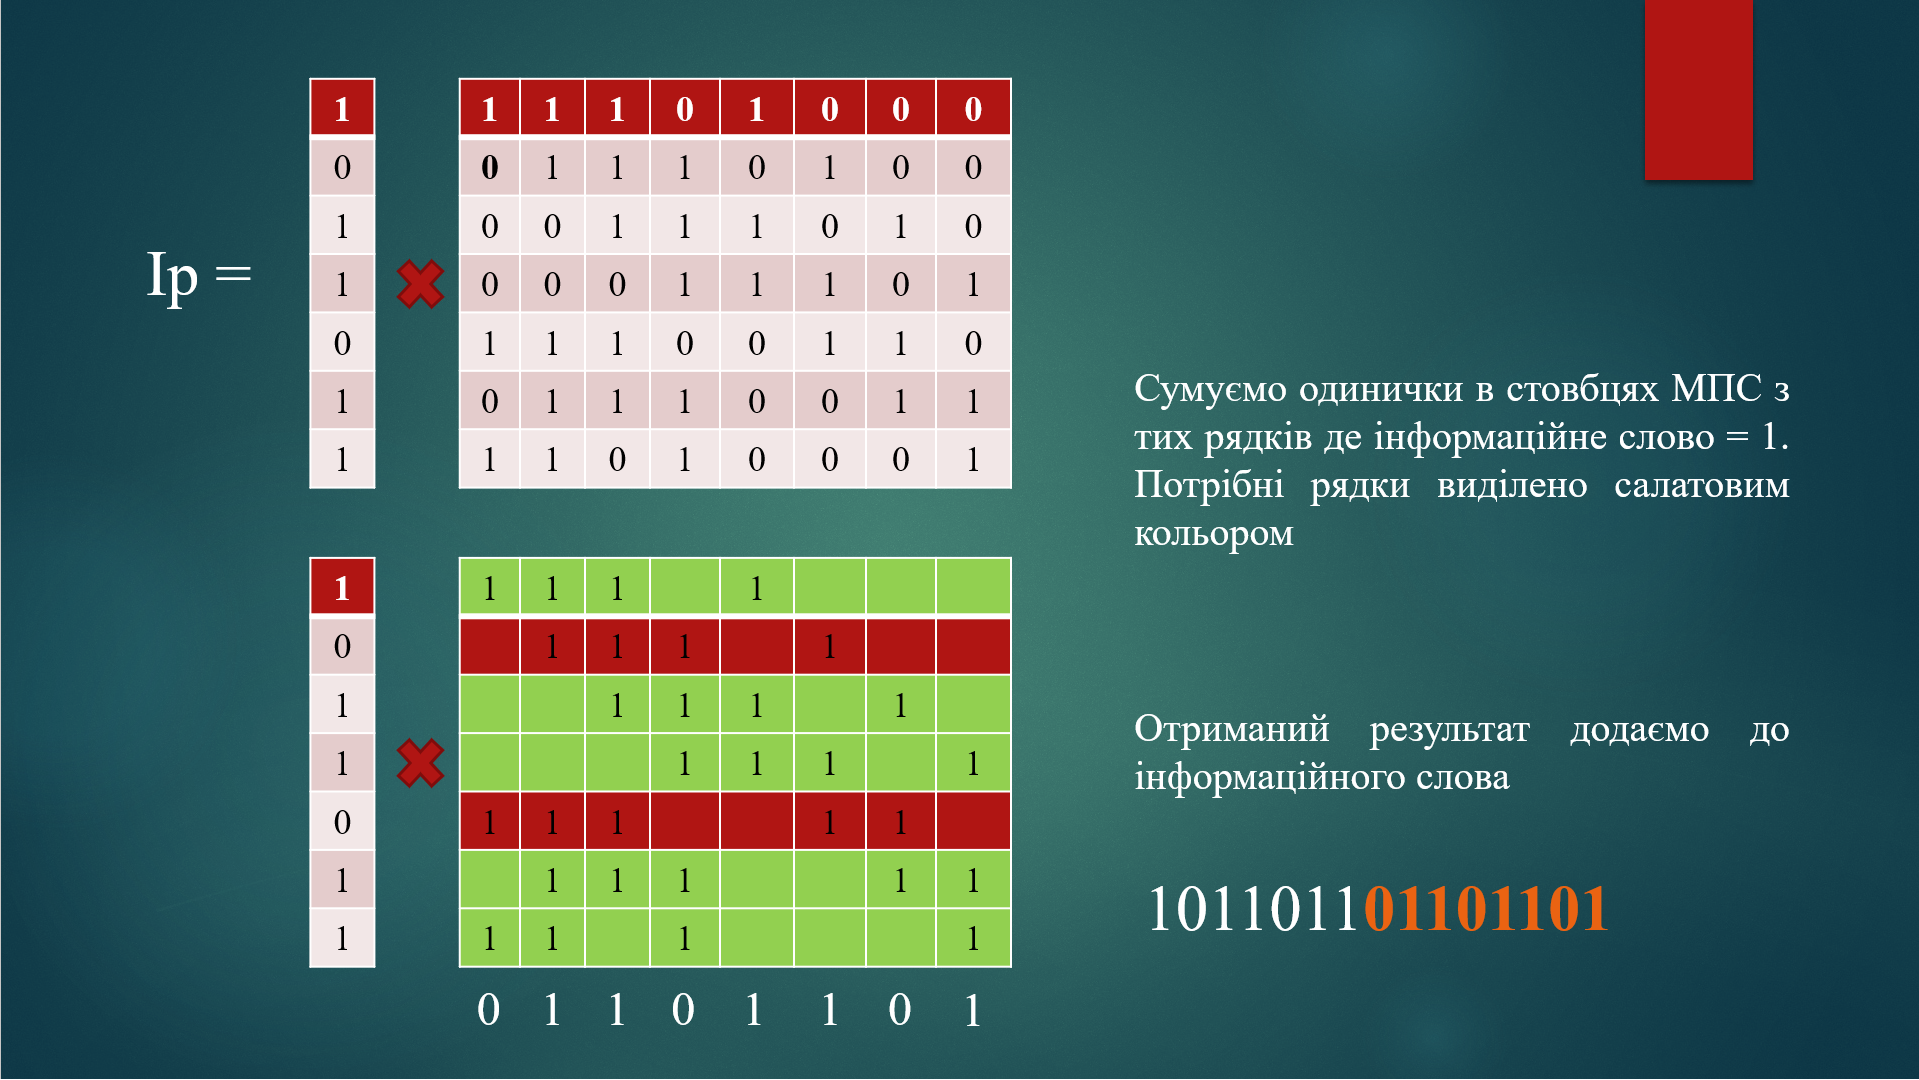 1 1 1 1 0 1 0 0 0
0 0 1 1 1 0 1 0 0
1 0 0 1 1 1 0 1 0
Ip =
1 0 0 0 1 1 1 0 1
0 1 1 1 0 0 1 1 0
1 0 1 1 1 0 0 1 1
1 1 1 0 1 0 0 0 1
Сумуємо одинички в стовбцях МПС з
тих рядків де інформаційне слово = 1.
Потрібні рядки виділено салатовим
кольором
1 1 1 1 1
0 1 1 1 1
1 1 1 1 1
1 1 1 1 1
0 1 1 1 1 1
1 1 1 1 1 1
1 1 1 1 1
0 1 1 0 1 1 0 1
Отриманий результат додаємо до
інформаційного слова
101101101101101